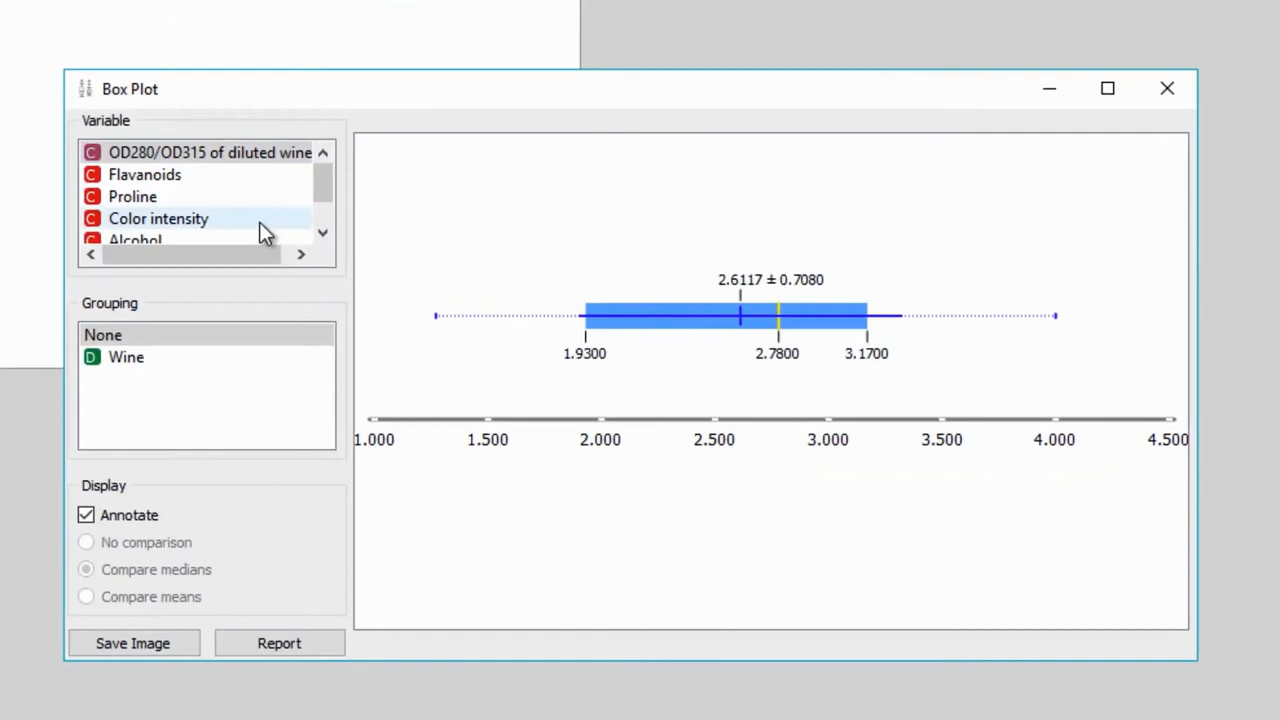 Box Plot
Variable
C OD280/OD315 of diluted wine
C Flavanoids
C Proline
C Color intensity
C Alcohol
Grouping
None
D Wine
Display
Annotate
No comparison
Compare medians
Compare means
Save Image
Report
2.6117 ± 0.7080
1.9300 2.7800 3.1700
1.000 1.500 2.000 2.500 3.000 3.500 4.000 4.500